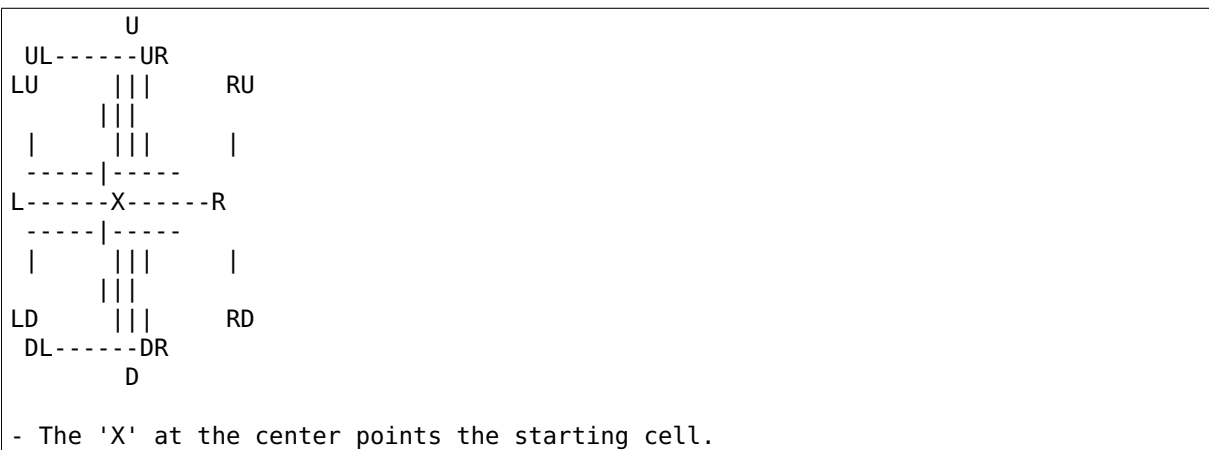 U
 UL------UR
LU     |||     RU
      |||
 |     |||     |
 -----|-----
L------X------R
 -----|-----
 |     |||     |
      |||
LD     |||     RD
 DL------DR
        D

- The 'X' at the center points the starting cell.